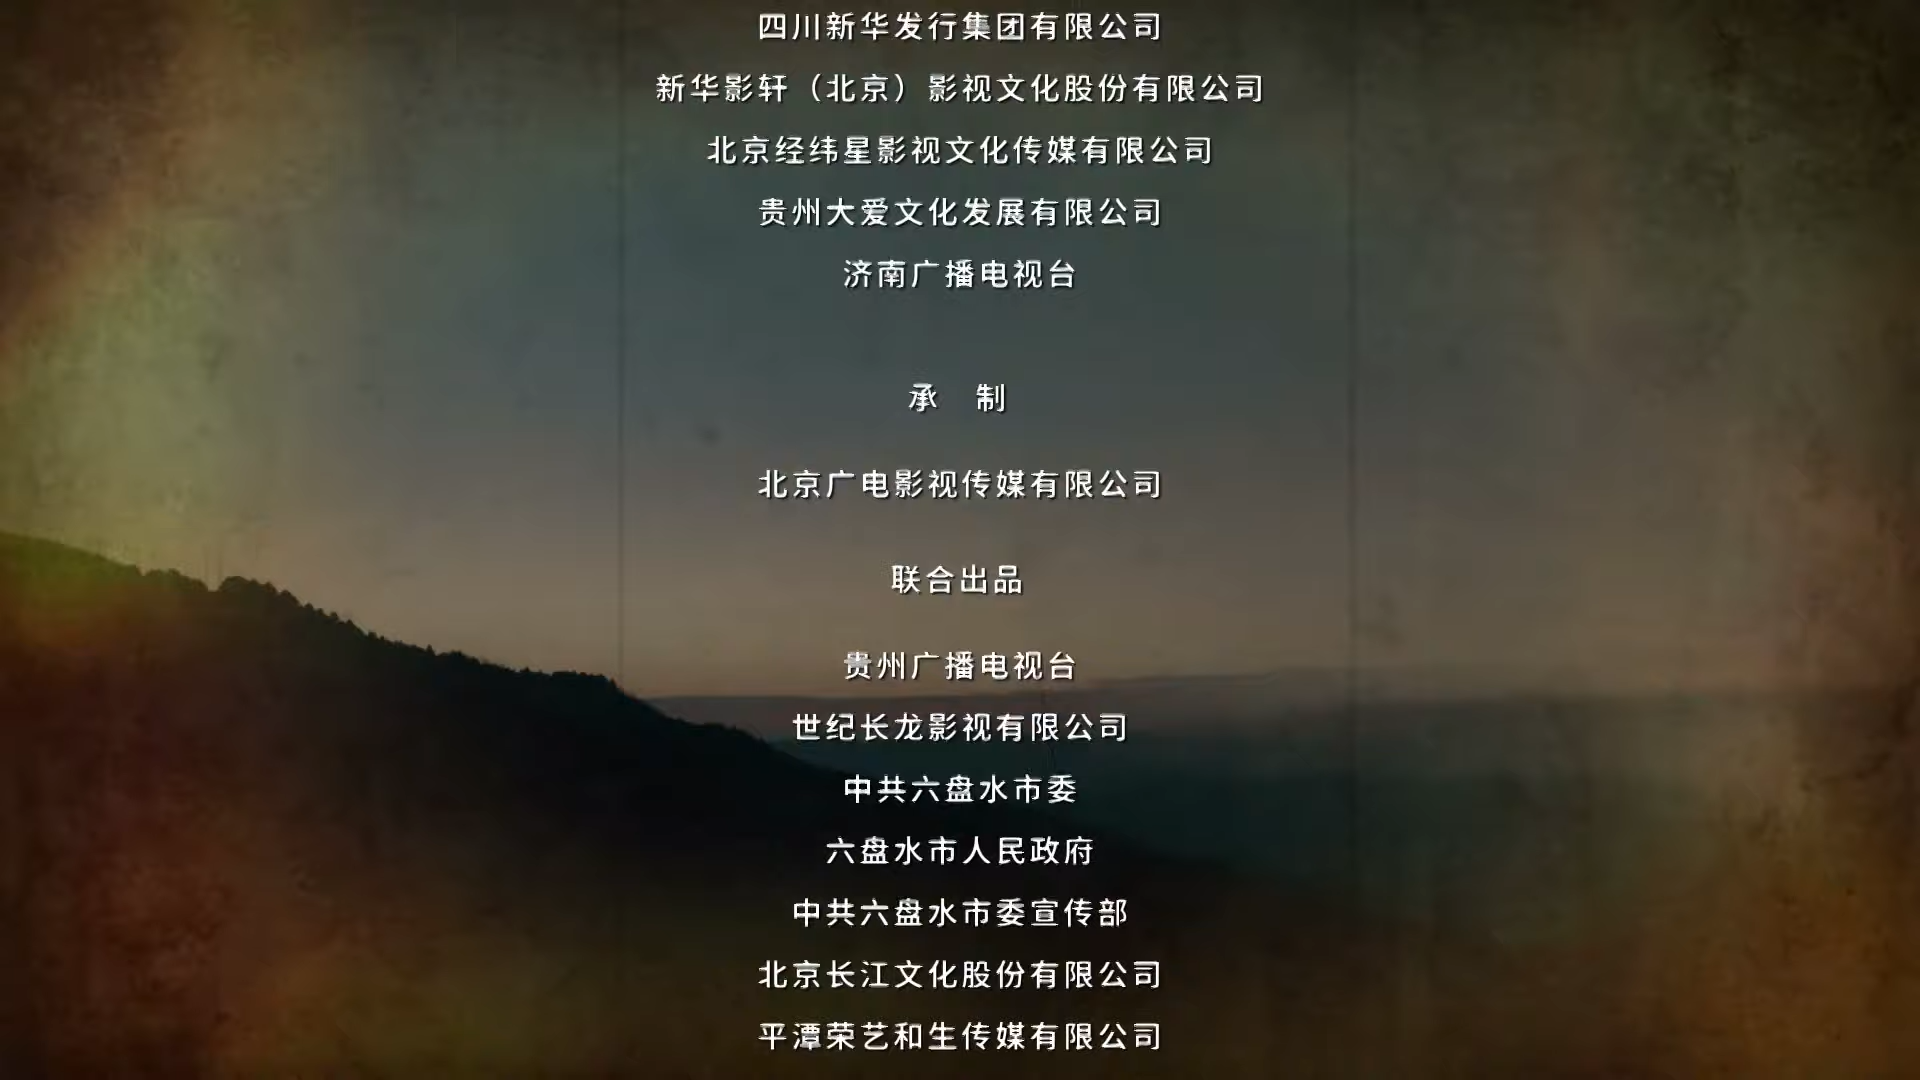 四川新华发行集团有限公司
新华影轩（北京）影视文化股份有限公司
北京经纬星影视文化传媒有限公司
贵州大爱文化发展有限公司
济南广播电视台
承 制
北京广电影视传媒有限公司
联合出品
贵州广播电视台
世纪长龙影视有限公司
中共六盘水市委
六盘水市人民政府
中共六盘水市委宣传部
北京长江文化股份有限公司
平潭荣艺和生传媒有限公司